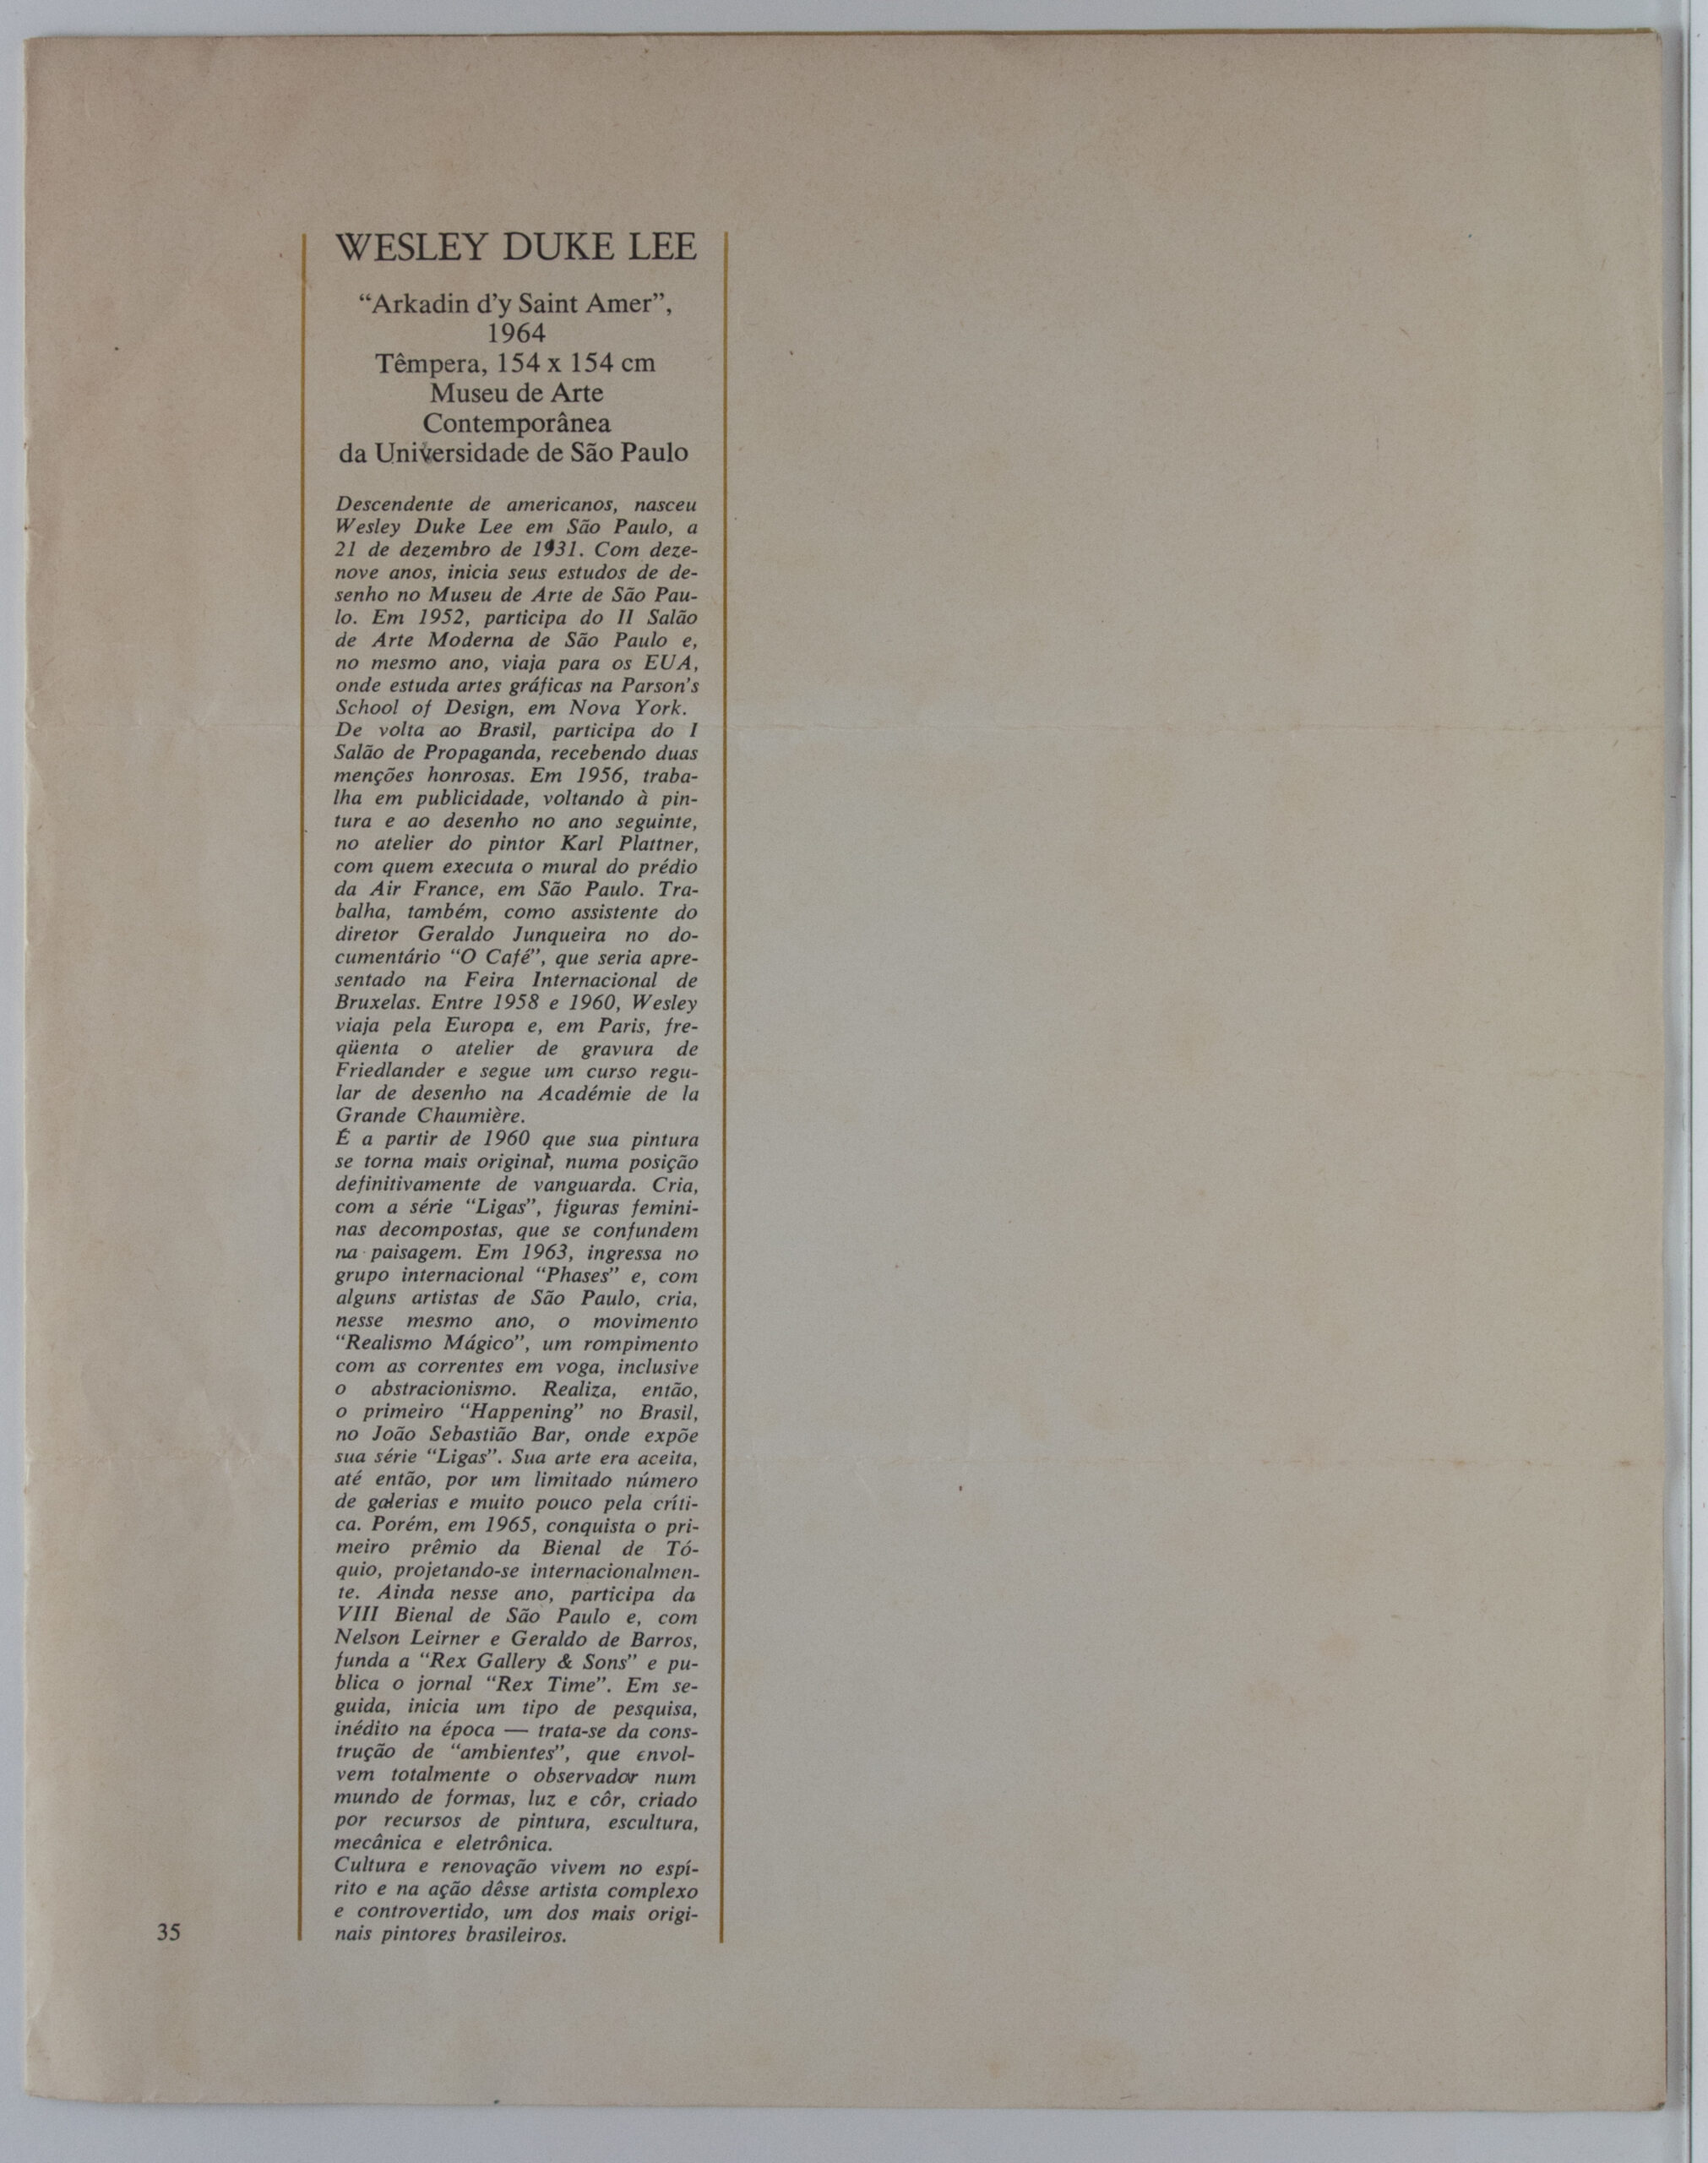 WESLEY DUKE LEE
“Arkadin d’y Saint Amer”,
1964
Têmpera, 154 x 154 cm
Museu de Arte
Contemporânea
da Universidade de São Paulo
Descendente de americanos, nasceu
Wesley Duke Lee em São Paulo, a
21 de dezembro de 1931. Com deze-
nove anos, inicia seus estudos de de-
senho no Museu de Arte de São Pau-
lo. Em 1952, participa do II Salão
de Arte Moderna de São Paulo e,
no mesmo ano, viaja para os EUA,
onde estuda artes gráficas na Parson’s
School of Design, em Nova York.
De volta ao Brasil, participa do I
Salão de Propaganda, recebendo duas
menções honrosas. Em 1956, traba-
lha em publicidade, voltando à pin-
tura e ao desenho no ano seguinte,
no atelier do pintor Karl Plattner,
com quem executa o mural do prédio
da Air France, em São Paulo. Tra-
balha, também, como assistente do
diretor Geraldo Junqueira no do-
cumentário “O Café”, que seria apre-
sentado na Feira Internacional de
Bruxelas. Entre 1958 e 1960, Wesley
viaja pela Europa e, em Paris, fre-
qüenta o atelier de gravura de
Friedlander e segue um curso regu-
lar de desenho na Académie de la
Grande Chaumière.
É a partir de 1960 que sua pintura
se torna mais original, numa posição
definitivamente de vanguarda. Cria,
com a série “Ligas”, figuras femini-
nas decompostas, que se confundem
na paisagem. Em 1963, ingressa no
grupo internacional “Phases” e, com
alguns artistas de São Paulo, cria,
nesse mesmo ano, o movimento
“Realismo Mágico”, um rompimento
com as correntes em voga, inclusive
o abstracionismo. Realiza, então,
o primeiro “Happening” no Brasil,
no João Sebastião Bar, onde expõe
sua série “Ligas”. Sua arte era aceita,
até então, por um limitado número
de galerias e muito pouco pela críti-
ca. Porém, em 1965, conquista o pri-
meiro prêmio da Bienal de Tó-
quio, projetando-se internacionalmen-
te. Ainda nesse ano, participa da
VIII Bienal de São Paulo e, com
Nelson Leirner e Geraldo de Barros,
funda a “Rex Gallery & Sons” e pu-
blica o jornal “Rex Time”. Em se-
guida, inicia um tipo de pesquisa,
inédito na época — trata-se da cons-
trução de “ambientes”, que envol-
vem totalmente o observador num
mundo de formas, luz e côr, criado
por recursos de pintura, escultura,
mecânica e eletrônica.
Cultura e renovação vivem no espí-
rito e na ação dêsse artista complexo
e controvertido, um dos mais origi-
nais pintores brasileiros.
35